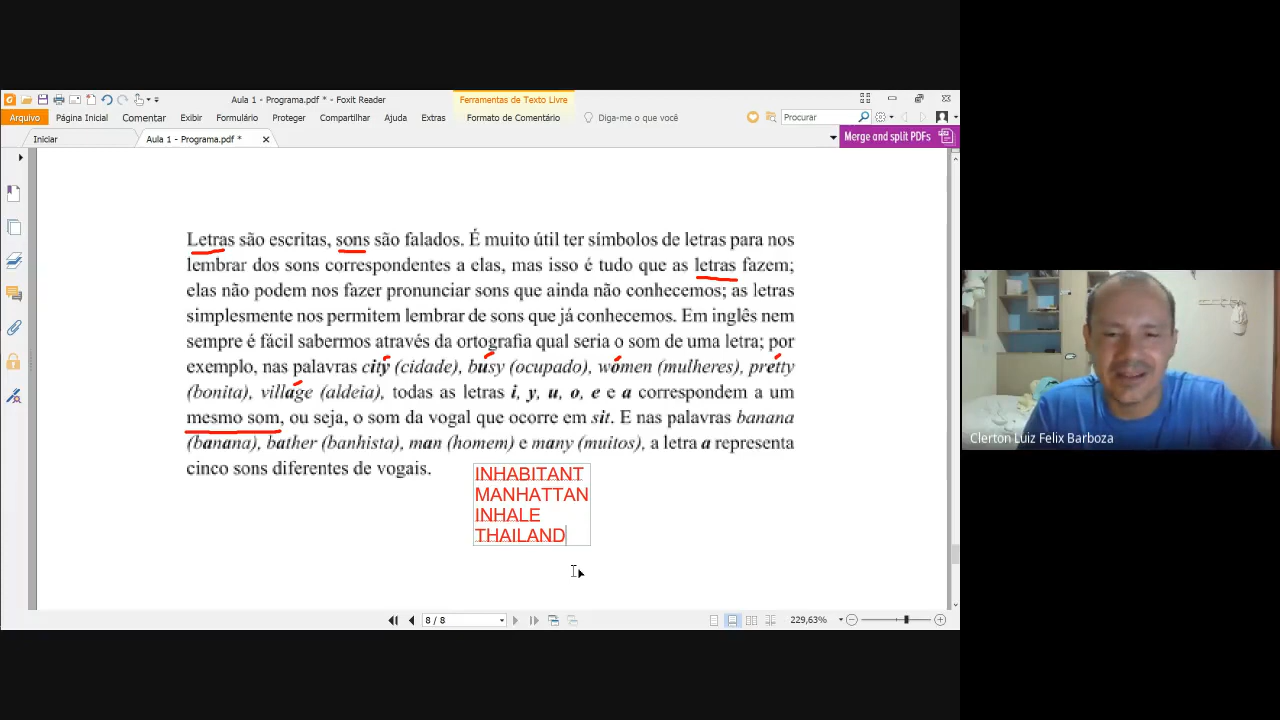 Aula 1 - Programa.pdf * - Foxit Reader
Ferramentas de Texto Livre
Arquivo
Página Inicial
Comentar
Exibir
Formulário
Proteger
Compartilhar
Ajuda
Extras
Formato de Comentário
Diga-me o que você
Procurar
Iniciar
Aula 1 - Programa.pdf *
Merge and split PDFs
Letras são escritas, sons são falados. É muito útil ter símbolos de letras para nos
lembrar dos sons correspondentes a elas, mas isso é tudo que as letras fazem;
elas não podem nos fazer pronunciar sons que ainda não conhecemos; as letras
simplesmente nos permitem lembrar de sons que já conhecemos. Em inglês nem
sempre é fácil sabermos através da ortografia qual seria o som de uma letra; por
exemplo, nas palavras city (cidade), busy (ocupado), women (mulheres), pretty
(bonita), village (aldeia), todas as letras i, y, u, o, e e a correspondem a um
mesmo som, ou seja, o som da vogal que ocorre em sit. E nas palavras banana
(banana), bather (banhista), man (homem) e many (muitos), a letra a representa
cinco sons diferentes de vogais.
INHABITANT
MANHATTAN
INHALE
THAILAND
8 / 8
229,63%
Clerton Luiz Felix Barboza